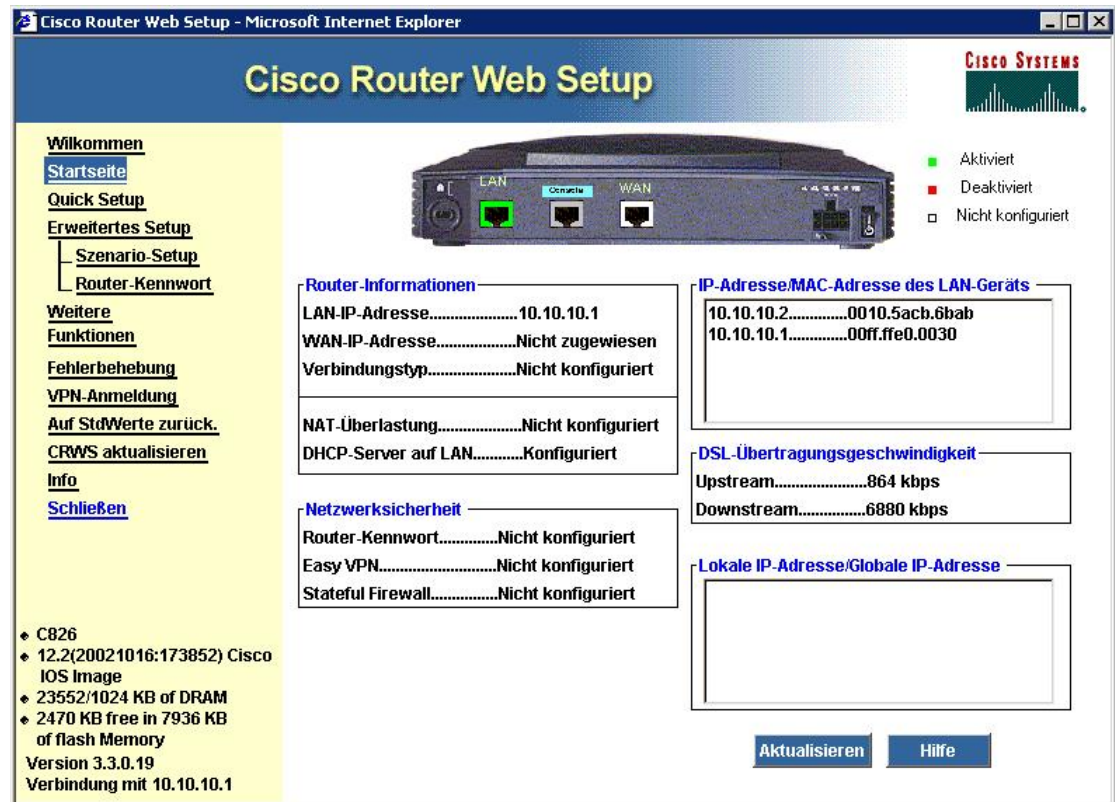 Cisco Router Web Setup - Microsoft Internet Explorer
Cisco Router Web Setup
CISCO SYSTEMS
Wilkommen
Startseite
Quick Setup
Erweitertes Setup
Szenario-Setup
Router-Kennwort
Weitere
Funktionen
Fehlerbehebung
VPN-Anmeldung
Auf StdWerte zurück.
CRWS aktualisieren
Info
Schließen
C826
12.2(20021016:173852) Cisco
IOS Image
23552/1024 KB of DRAM
2470 KB free in 7936 KB
of flash Memory
Version 3.3.0.19
Verbindung mit 10.10.10.1
LAN
Console
WAN
Aktiviert
Deaktiviert
Nicht konfiguriert
Router-Informationen
LAN-IP-Adresse....................10.10.10.1
WAN-IP-Adresse...................Nicht zugewiesen
Verbindungstyp.....................Nicht konfiguriert
NAT-Überlastung....................Nicht konfiguriert
DHCP-Server auf LAN............Konfiguriert
Netzwerksicherheit
Router-Kennwort..............Nicht konfiguriert
Easy VPN............................Nicht konfiguriert
Stateful Firewall................Nicht konfiguriert
IP-Adresse/MAC-Adresse des LAN-Geräts
10.10.10.2..............0010.5acb.6bab
10.10.10.1..............00ff.ffe0.0030
DSL-Übertragungsgeschwindigkeit
Upstream......................864 kbps
Downstream................6880 kbps
Lokale IP-Adresse/Globale IP-Adresse
Aktualisieren
Hilfe